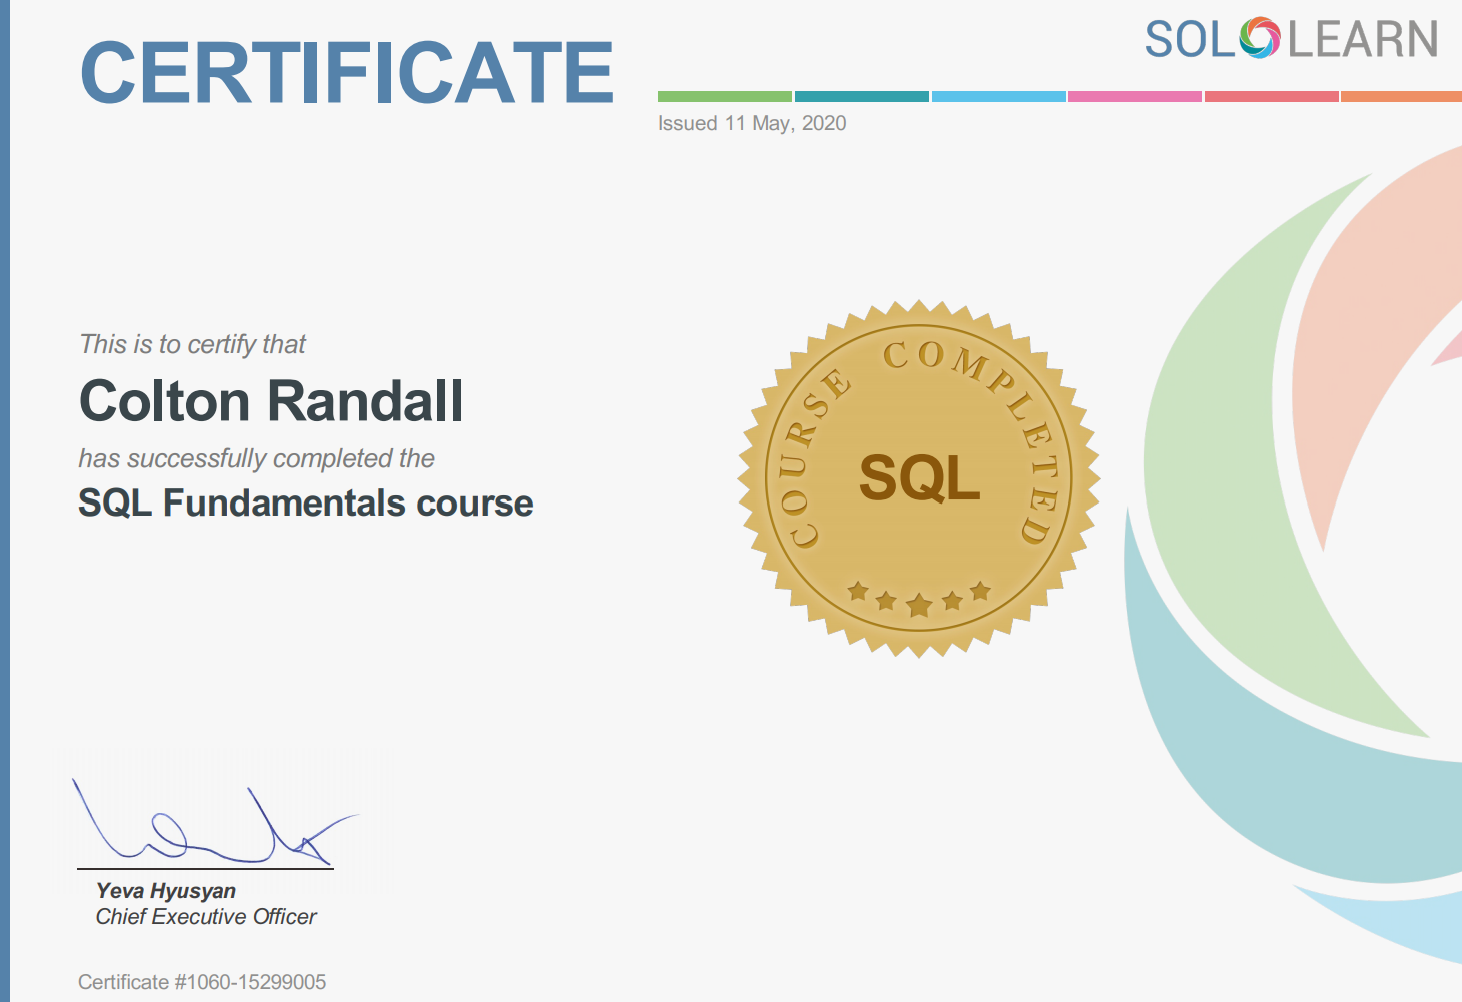 CERTIFICATE
SOLOLEARN
Issued 11 May, 2020
This is to certify that
Colton Randall
has successfully completed the
SQL Fundamentals course
COURSE COMPLETED
SQL
Yeva Hyusyan
Chief Executive Officer
Certificate #1060-15299005